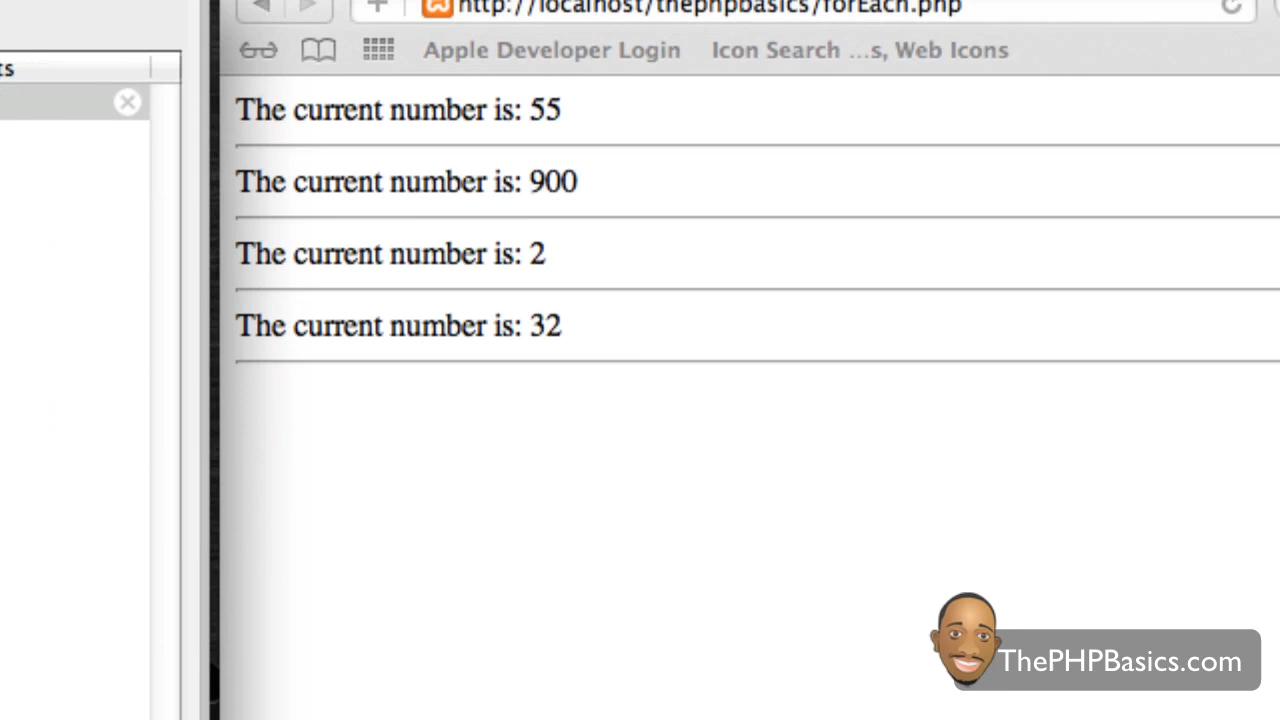 http://localhost/thephpbasics/forEach.php
Apple Developer Login Icon Search ...s, Web Icons
ts
The current number is: 55
The current number is: 900
The current number is: 2
The current number is: 32
ThePHPBasics.com